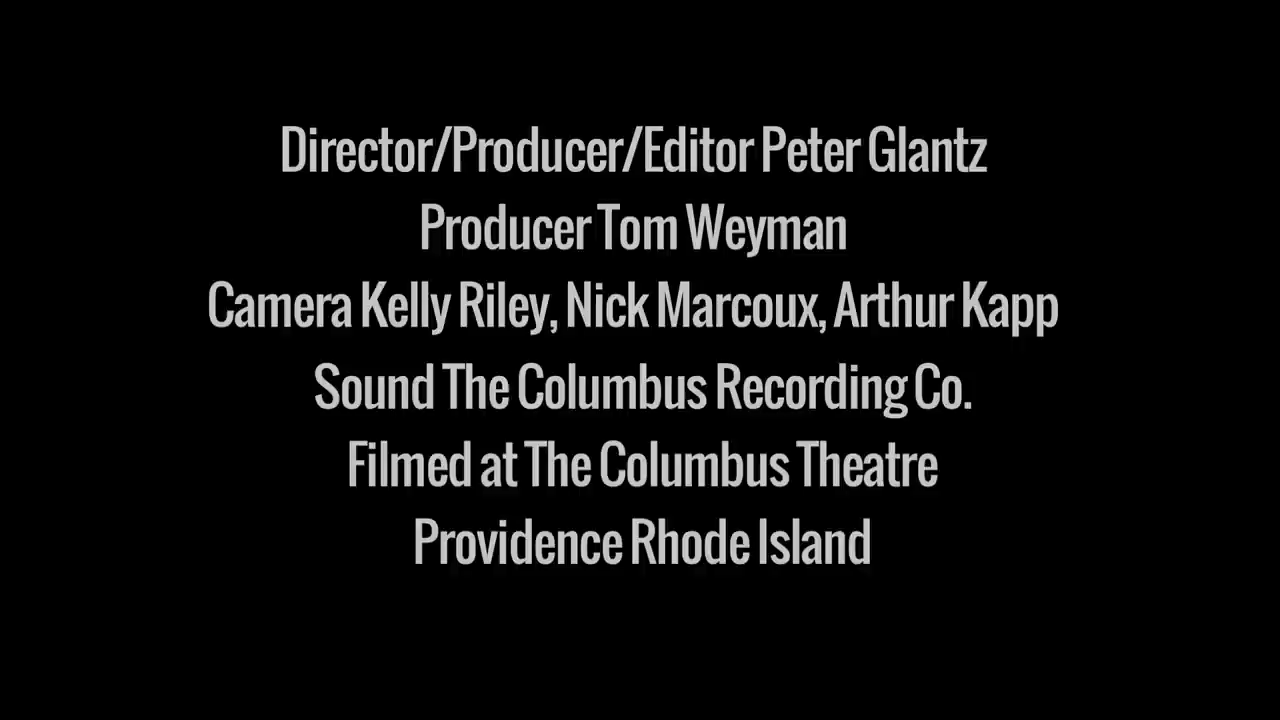 Director/Producer/Editor Peter Glantz
Producer Tom Weyman
Camera Kelly Riley, Nick Marcoux, Arthur Kapp
Sound The Columbus Recording Co.
Filmed at The Columbus Theatre
Providence Rhode Island